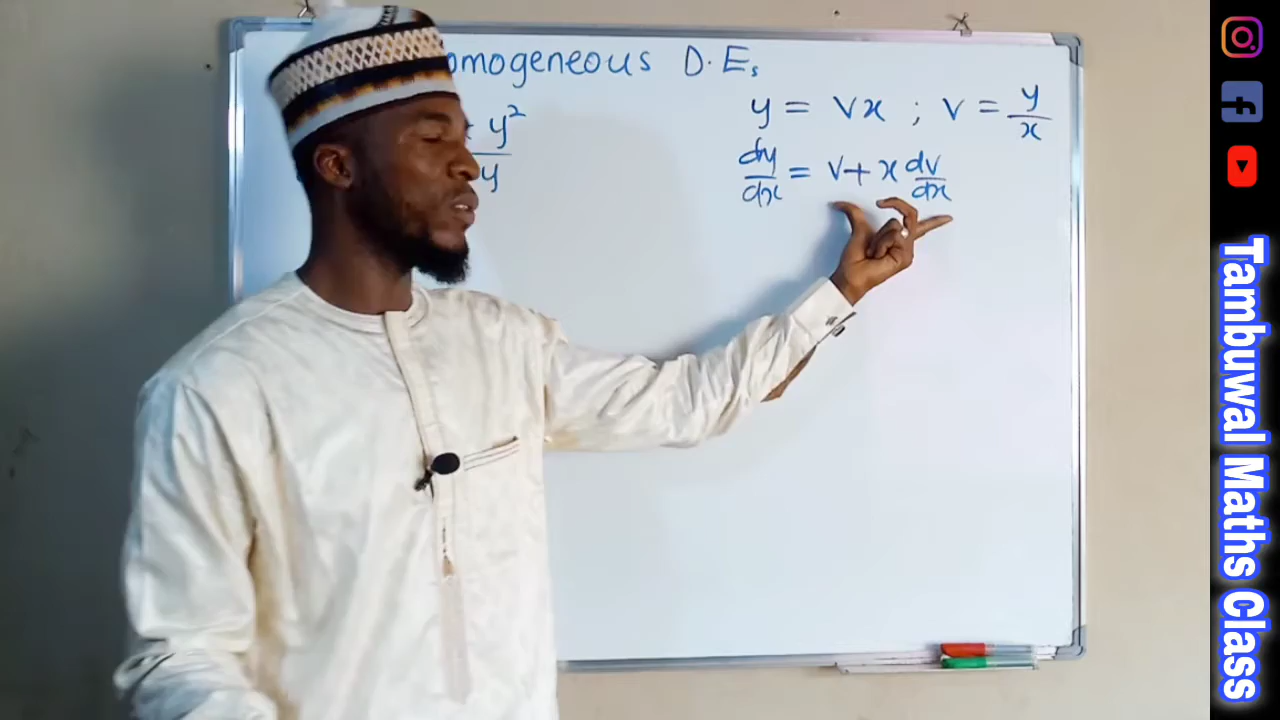 omogeneous D.Es
y = vx ; v = y/x
y²
y
dy/dx = v + x dv/dx
Tambuwal Maths Class